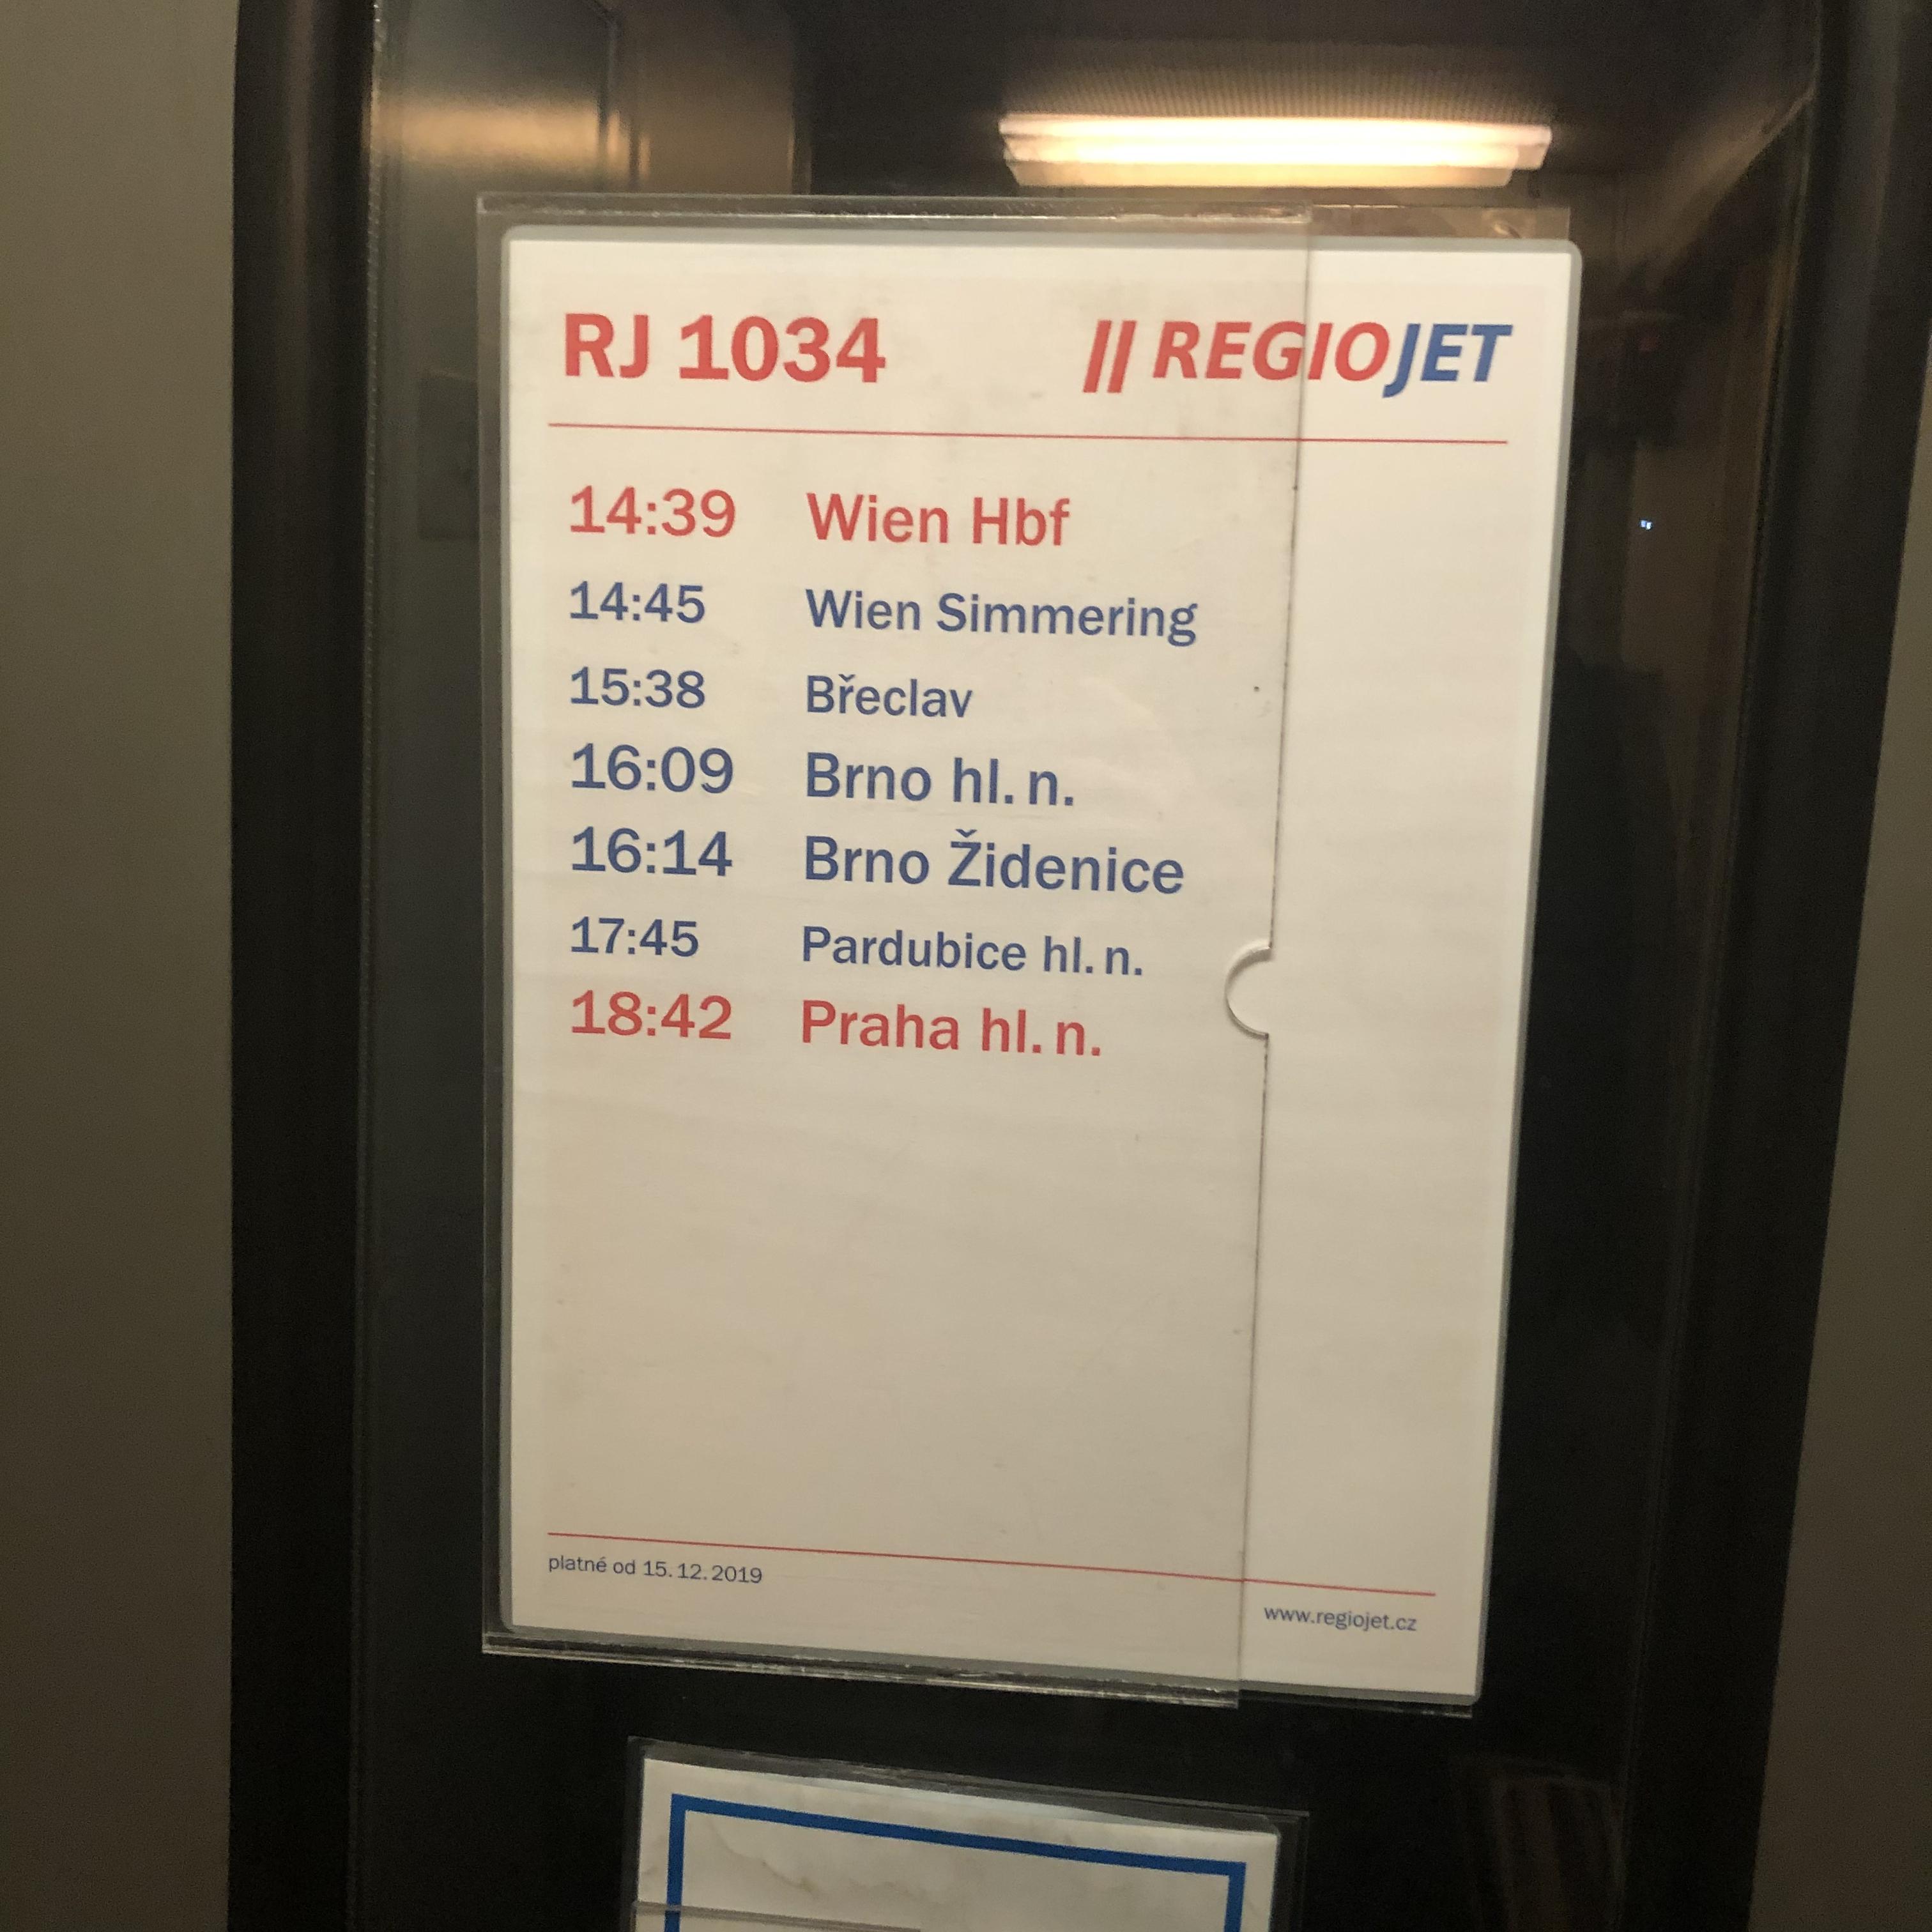 RJ 1034 REGIOJET
14:39 Wien Hbf
14:45 Wien Simmering
15:38 Břeclav
16:09 Brno hl. n.
16:14 Brno Židenice
17:45 Pardubice hl. n.
18:42 Praha hl. n.
platné od 15. 12. 2019
www.regiojet.cz